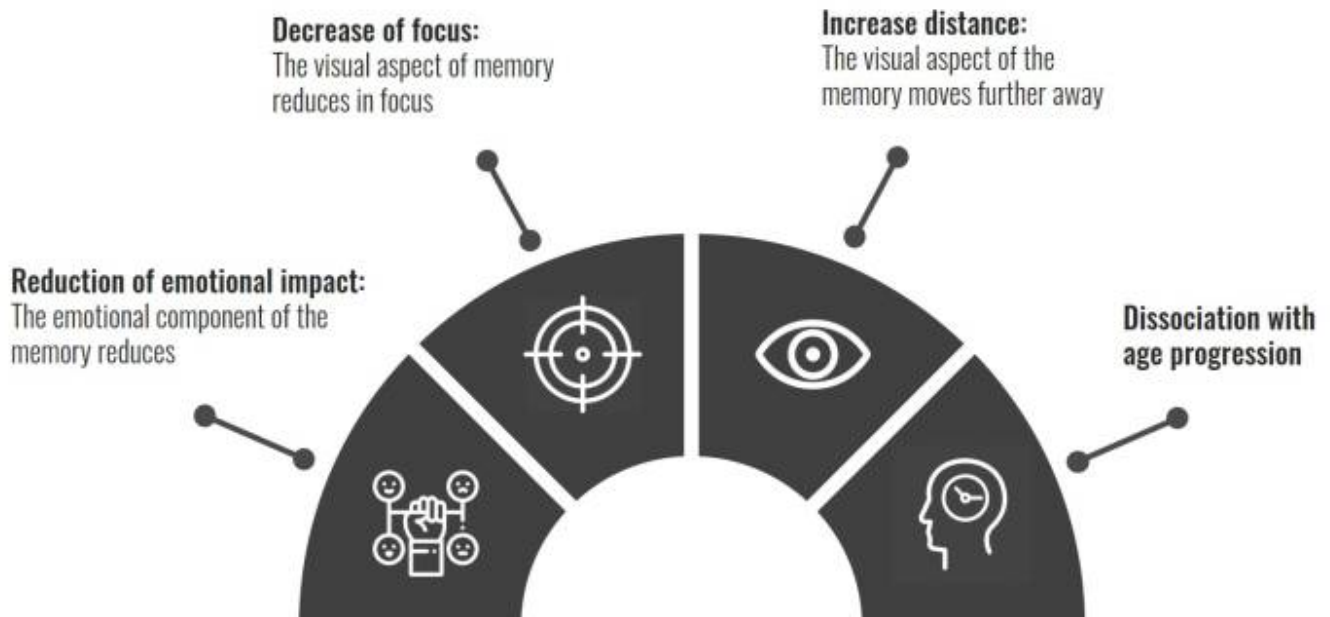 Decrease of focus:
The visual aspect of memory
reduces in focus
Increase distance:
The visual aspect of the
memory moves further away
Reduction of emotional impact:
The emotional component of the
memory reduces
Dissociation with
age progression